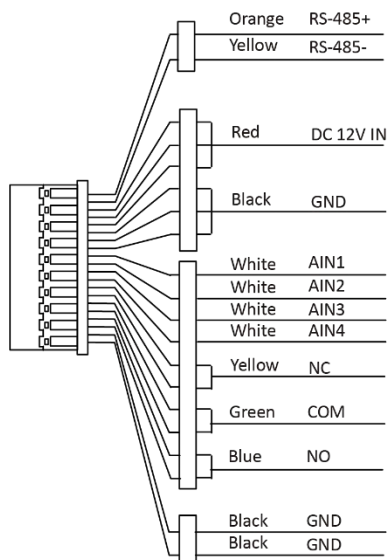 Orange RS-485+
Yellow RS-485-
Red DC 12V IN
Black GND
White AIN1
White AIN2
White AIN3
White AIN4
Yellow NC
Green COM
Blue NO
Black GND
Black GND